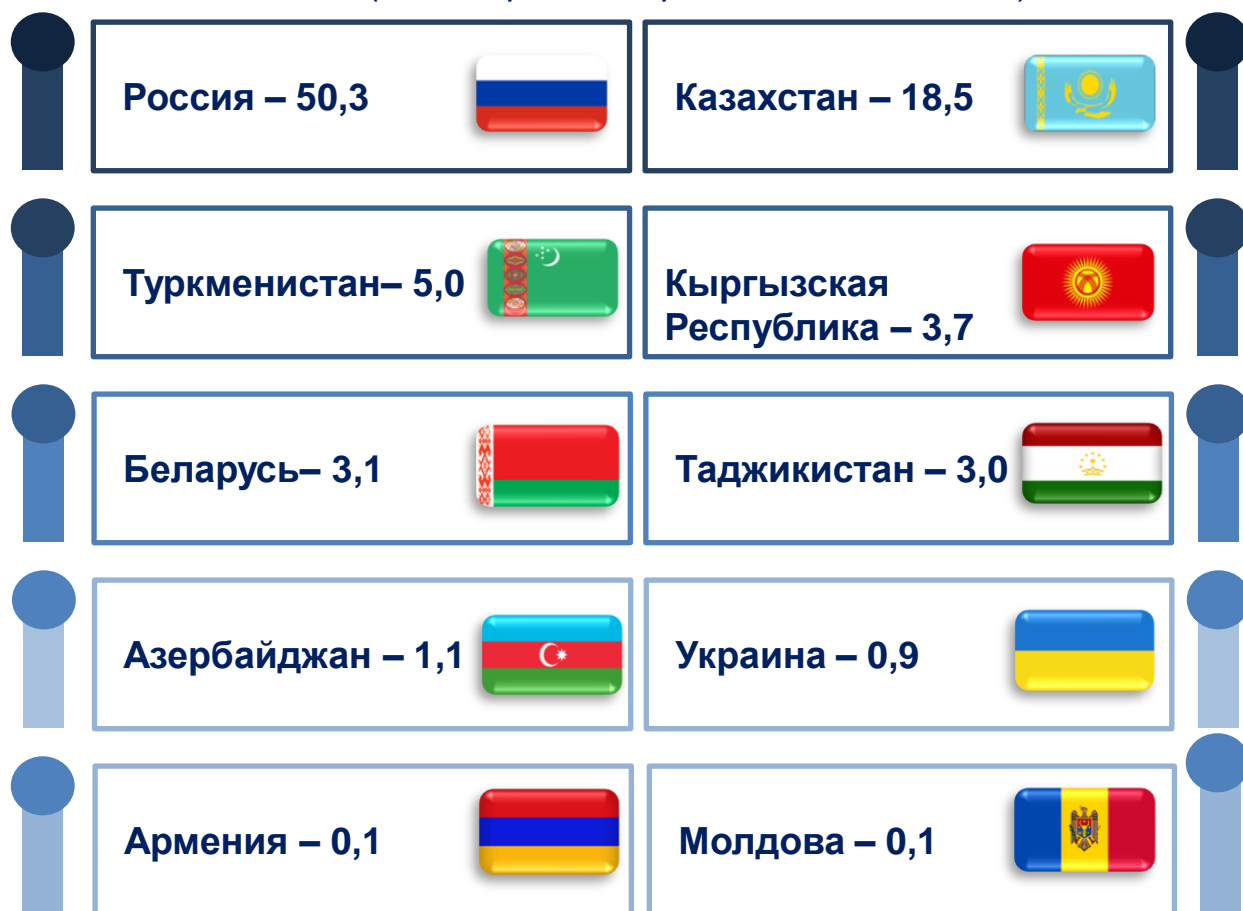 Россия – 50,3
Казахстан – 18,5
Туркменистан– 5,0
Кыргызская
Республика – 3,7
Беларусь– 3,1
Таджикистан – 3,0
Азербайджан – 1,1
Украина – 0,9
Армения – 0,1
Молдова – 0,1